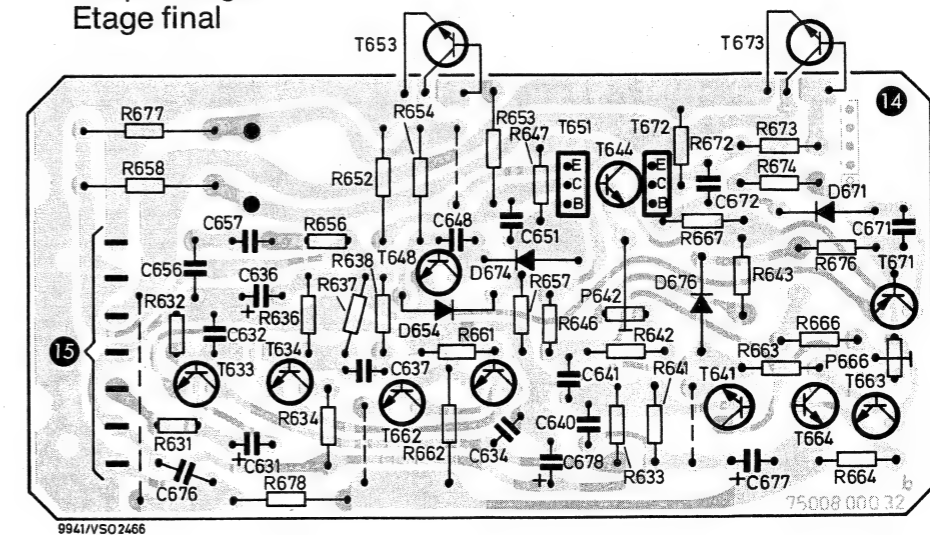 Etage final
T653
T673
14
R677
R654
R653
R647
T651
T672
R672
R673
T644
E
C
B
E
C
B
R658
R652
R674
D671
C672
C671
R667
C657
R656
C648
C651
R638
T648
D674
R676
T671
C656
C636
R637
R657
P642
D676
R643
R632
+
R636
D654
R646
C632
R661
R642
R666
15
T633
T634
C637
C641
R641
T641
R663
P666
T663
R634
R631
T662
R662
C634
C640
T664
+
C631
C678
+
R633
+
C677
R664
C676
R678
b
75008 000 32
9941/VSO2466